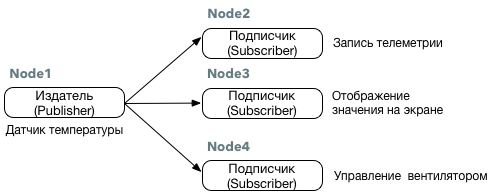 Node1
Издатель
(Publisher)
Датчик температуры
Node2
Подписчик
(Subscriber)
Запись телеметрии
Node3
Подписчик
(Subscriber)
Отображение
значения на экране
Node4
Подписчик
(Subscriber)
Управление вентилятором